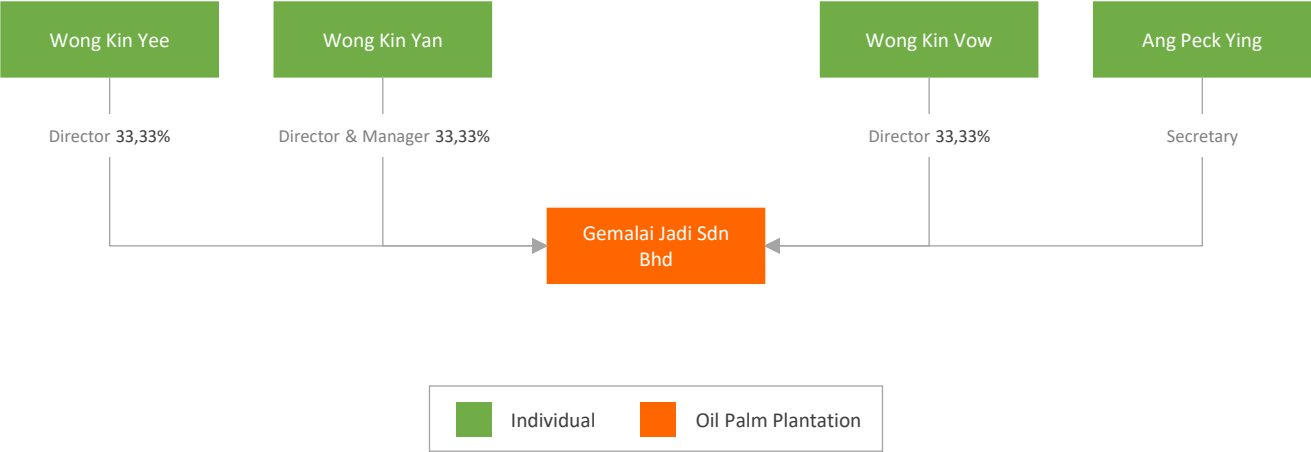 Wong Kin Yee
Wong Kin Yan
Wong Kin Vow
Ang Peck Ying
Director 33,33%
Director & Manager 33,33%
Director 33,33%
Secretary
Gemalai Jadi Sdn
Bhd
Individual
Oil Palm Plantation